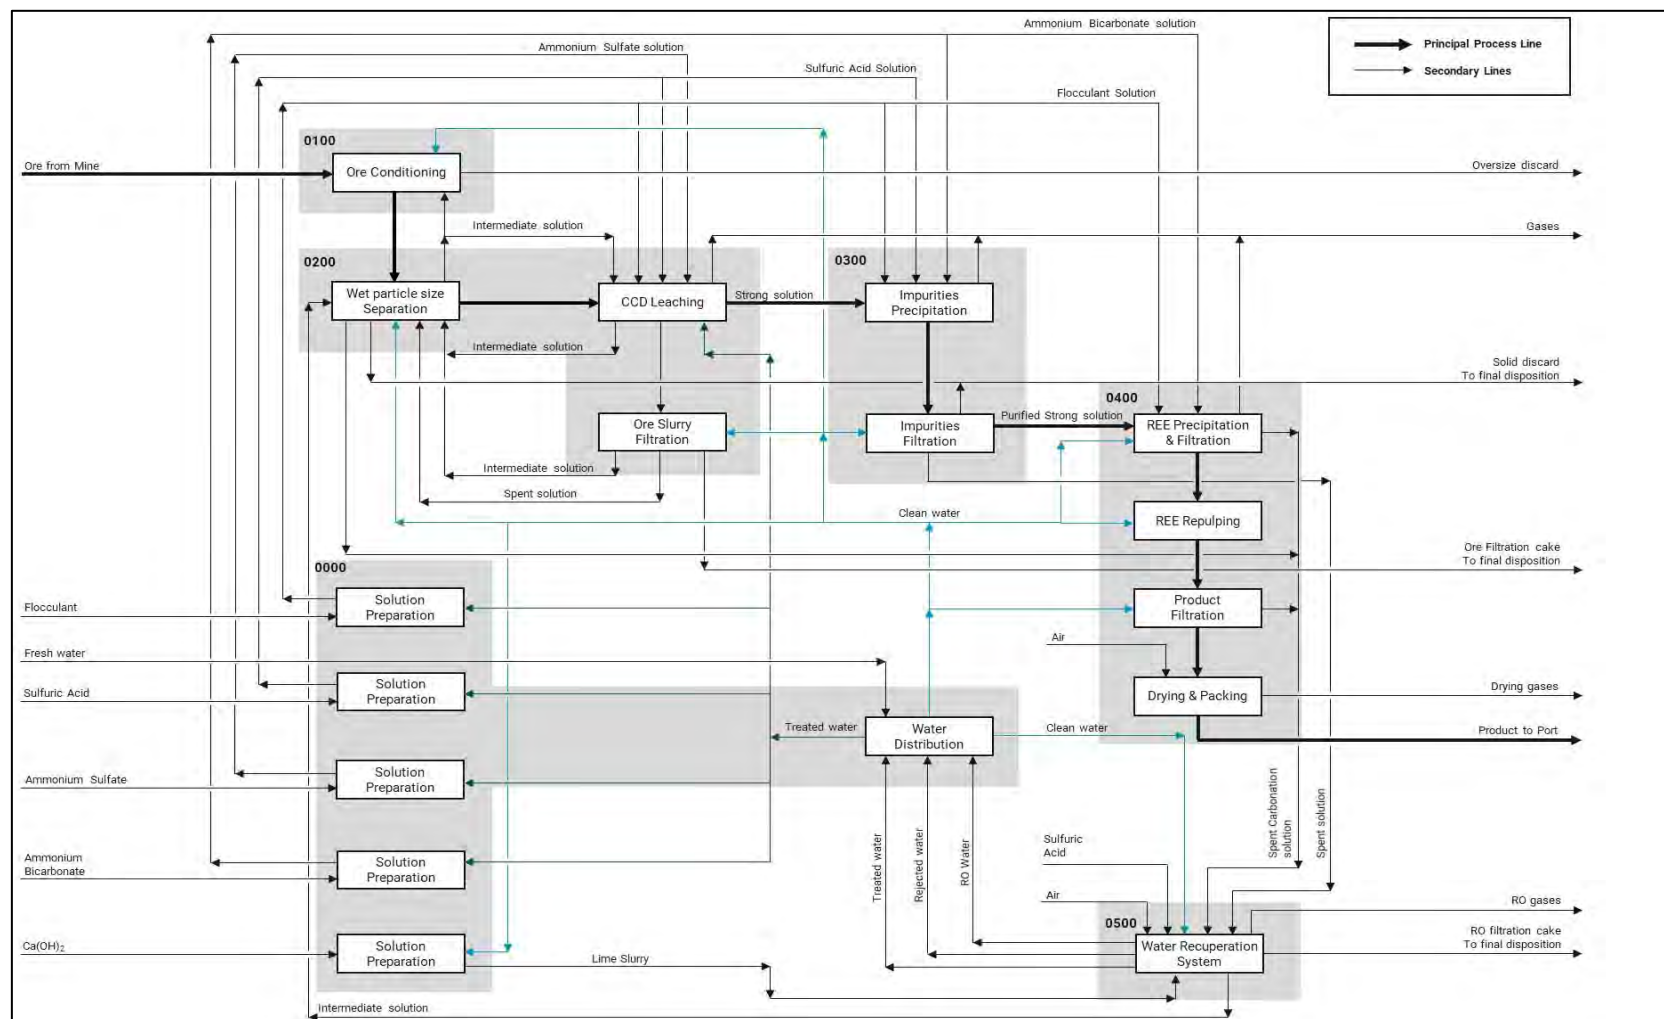 Ammonium Bicarbonate solution
Principal Process Line
Secondary Lines
Ammonium Sulfate solution
Sulfuric Acid Solution
Flocculant Solution
0100
Ore from Mine
Ore Conditioning
Oversize discard
Intermediate solution
Gases
0200
0300
Wet particle size
Separation
CCD Leaching
Strong solution
Impurities
Precipitation
Intermediate solution
Solid discard
To final disposition
0400
Ore Slurry
Filtration
Impurities
Filtration
Purified Strong solution
REE Precipitation
& Filtration
Intermediate solution
Spent solution
Clean water
REE Repulping
Ore Filtration cake
To final disposition
0000
Flocculant
Solution
Preparation
Product
Filtration
Air
Fresh water
Sulfuric Acid
Solution
Preparation
Drying & Packing
Drying gases
Treated water
Water
Distribution
Clean water
Product to Port
Ammonium Sulfate
Solution
Preparation
Spent Carbonation
solution
Spent solution
Ammonium
Bicarbonate
Solution
Preparation
Treated water
Rejected water
RO Water
Sulfuric
Acid
Air
RO gases
0500
Ca(OH)2
Solution
Preparation
Lime Slurry
Water Recuperation
System
RO filtration cake
To final disposition
Intermediate solution